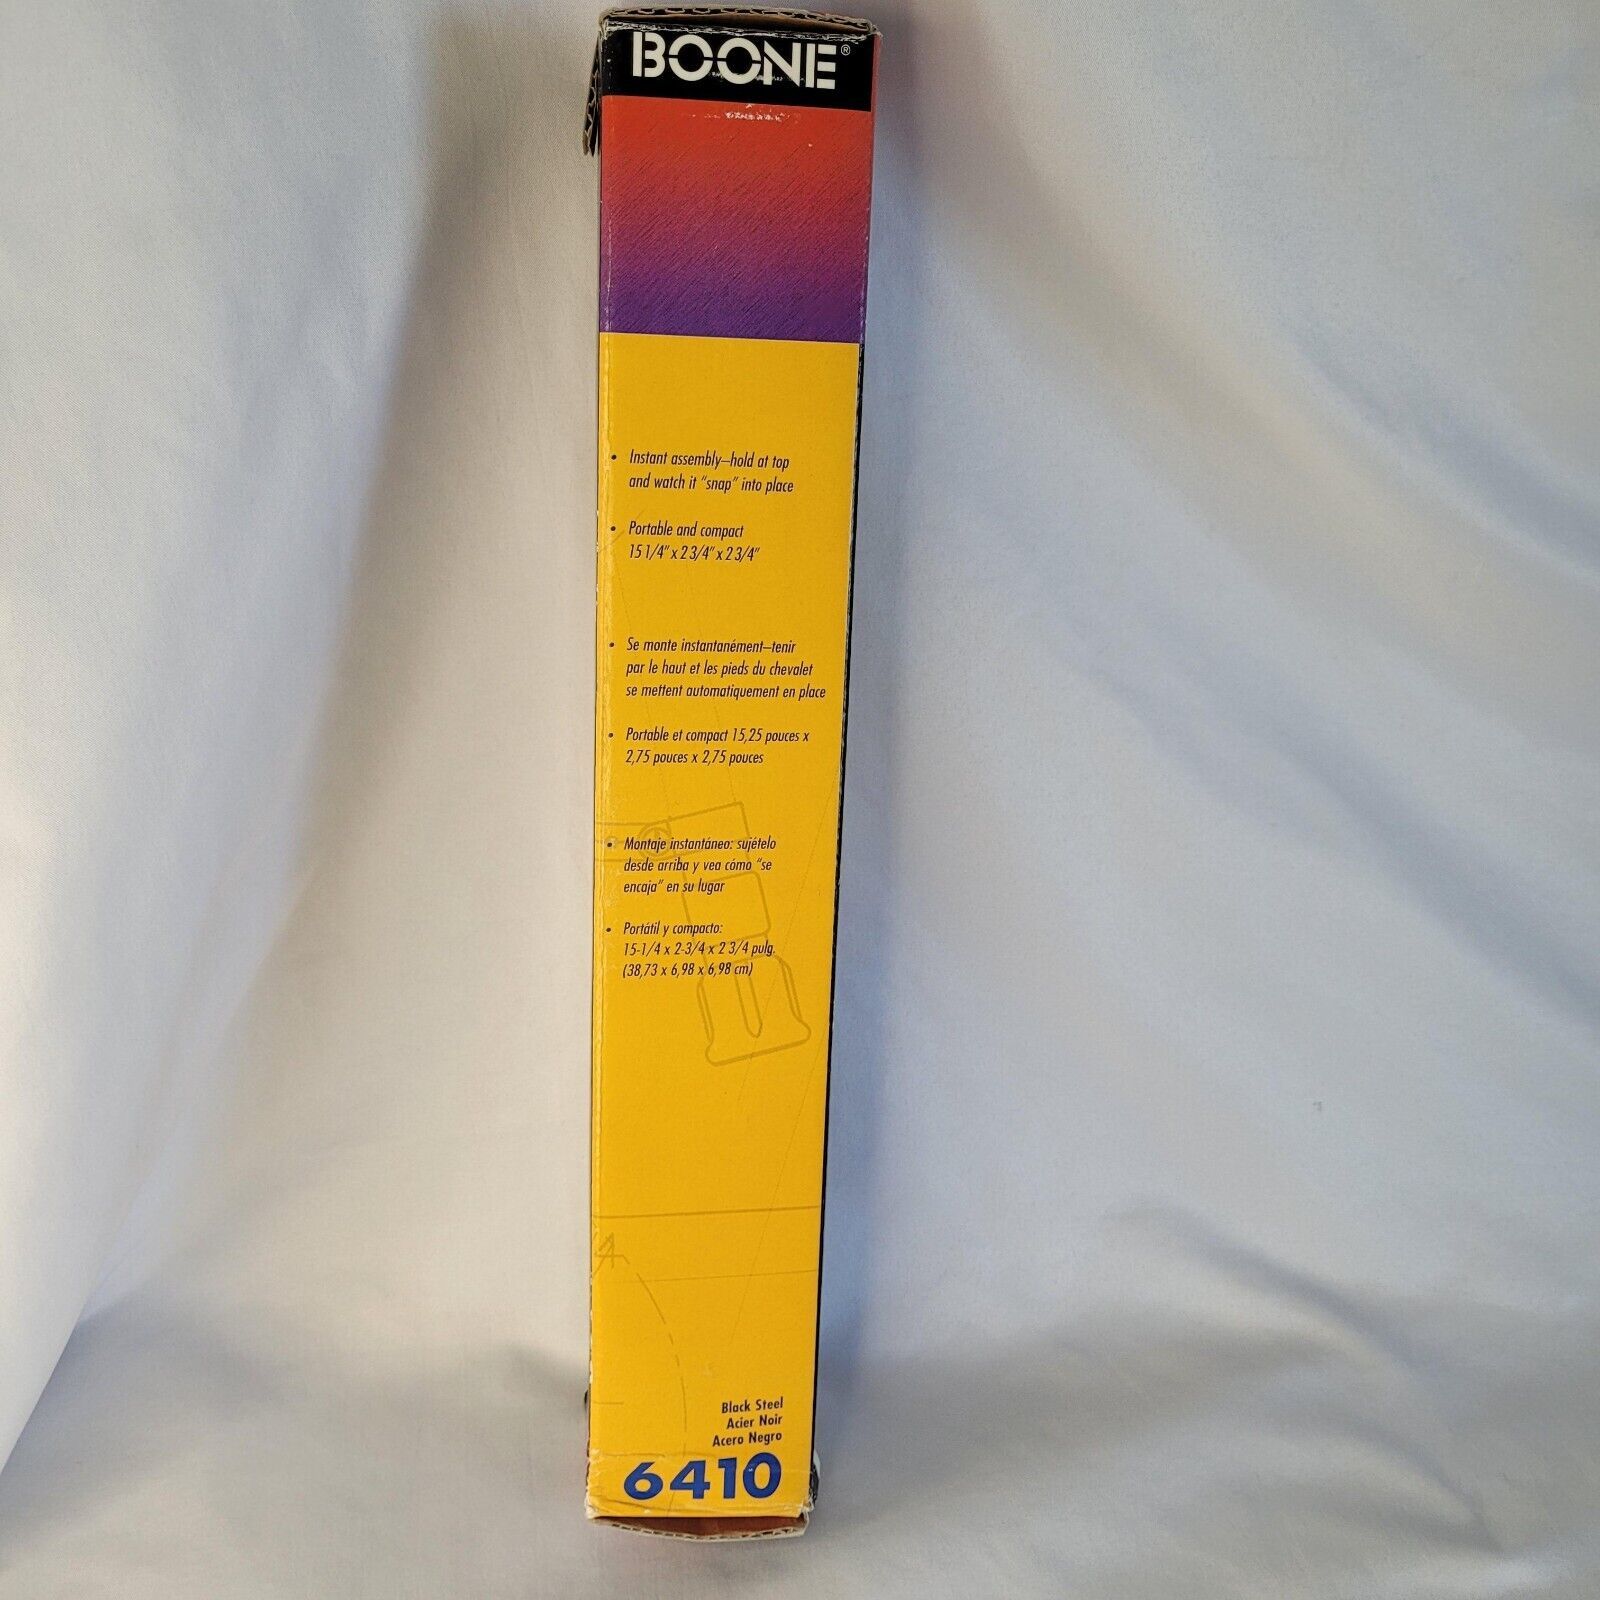 BOONE®
• Instant assembly–hold at top
and watch it "snap" into place
• Portable and compact
15 1/4" x 2 3/4" x 2 3/4"
• Se monte instantanément–tenir
par le haut et les pieds du chevalet
se mettent automatiquement en place
• Portable et compact 15,25 pouces x
2,75 pouces x 2,75 pouces
• Montaje instantáneo: sujételo
desde arriba y vea cómo "se
encaja" en su lugar
• Portátil y compacto:
15-1/4 x 2-3/4 x 2 3/4 pulg.
(38,73 x 6,98 x 6,98 cm)
Black Steel
Acier Noir
Acero Negro
6410